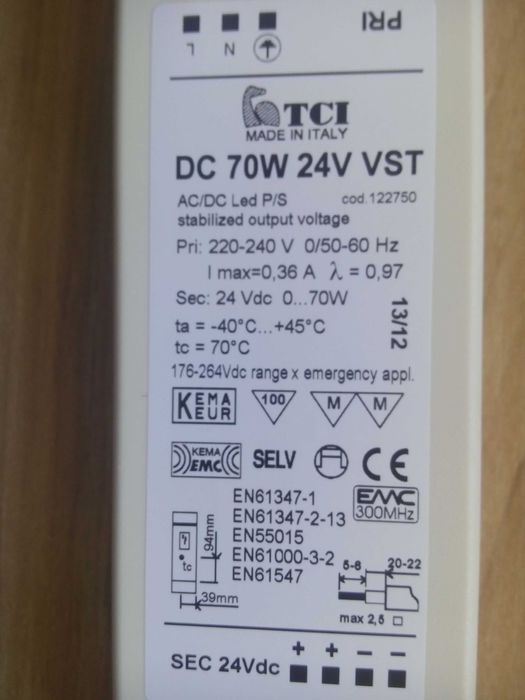 PRI
L N
TCI
MADE IN ITALY
DC 70W 24V VST
AC/DC Led P/S cod.122750
stabilized output voltage
Pri: 220-240 V 0/50-60 Hz
I max=0,36 A λ = 0,97
Sec: 24 Vdc 0...70W
13/12
ta = -40°C...+45°C
tc = 70°C
176-264Vdc range x emergency appl.
KEMA EUR 100 M M
KEMA EMC SELV CE
EMC
300MHz
EN61347-1
EN61347-2-13
EN55015
EN61000-3-2
EN61547
94mm
tc
39mm
5-6 20-22
max 2,5
+ + − −
SEC 24Vdc